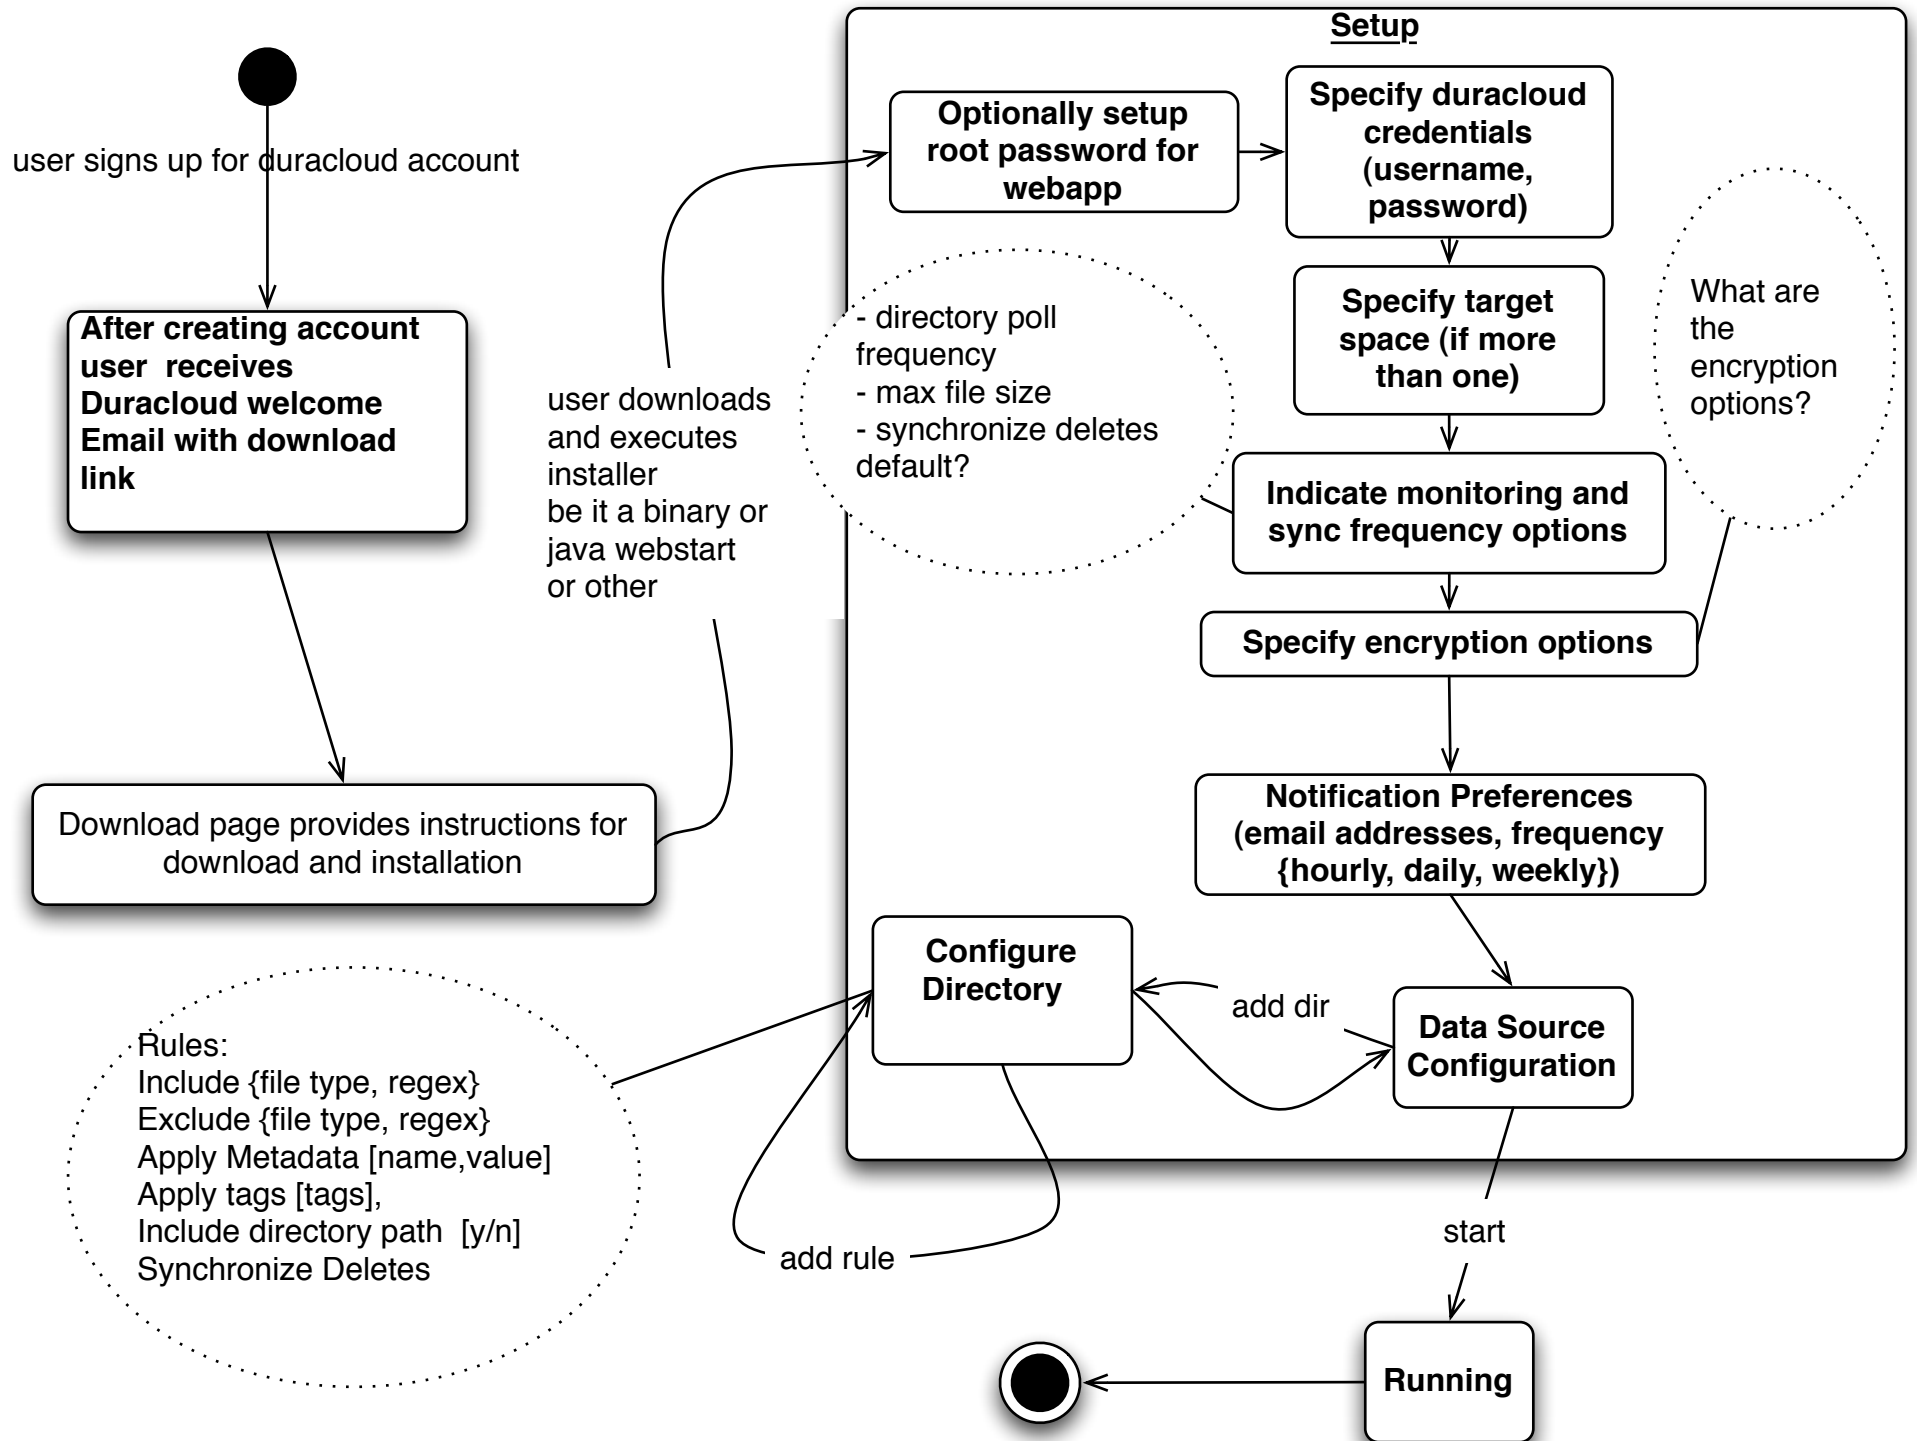 user signs up for duracloud account
After creating account
user  receives
Duracloud welcome
Email with download
link
Download page provides instructions for
download and installation
user downloads
and executes
installer
be it a binary or
java webstart
or other
Setup
Optionally setup
root password for
webapp
Specify duracloud
credentials
(username,
password)
Specify target
space (if more
than one)
- directory poll
frequency
- max file size
- synchronize deletes
default?
Indicate monitoring and
sync frequency options
What are
the
encryption
options?
Specify encryption options
Notification Preferences
(email addresses, frequency
{hourly, daily, weekly})
Data Source
Configuration
add dir
Configure
Directory
Rules:
Include {file type, regex}
Exclude {file type, regex}
Apply Metadata [name,value]
Apply tags [tags],
Include directory path  [y/n]
Synchronize Deletes
add rule
start
Running